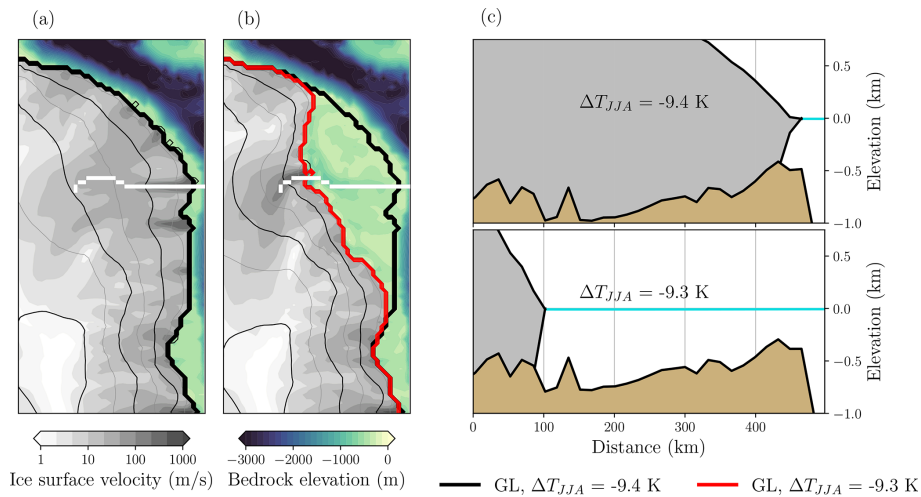 (a)
(b)
(c)
ΔT_JJA = -9.4 K
0.5
0.0
−0.5
−1.0
Elevation (km)
ΔT_JJA = -9.3 K
0.5
0.0
−0.5
−1.0
Elevation (km)
0
100
200
300
400
Distance (km)
1
10
100
1000
Ice surface velocity (m/s)
−3000
−2000
−1000
0
Bedrock elevation (m)
GL, ΔT_JJA = -9.4 K
GL, ΔT_JJA = -9.3 K